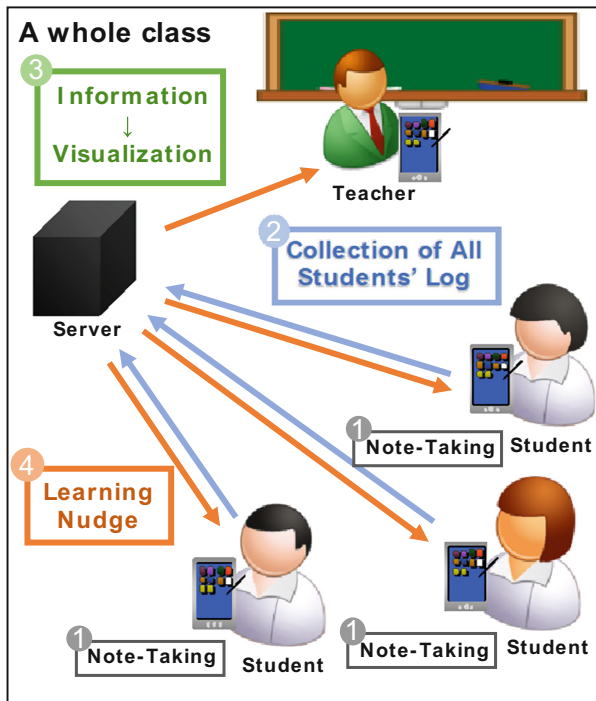 A whole class
3
Information
↓
Visualization
Teacher
2
Collection of All
Students' Log
Server
1
Note-Taking
Student
4
Learning
Nudge
1
Note-Taking
Student
1
Note-Taking
Student